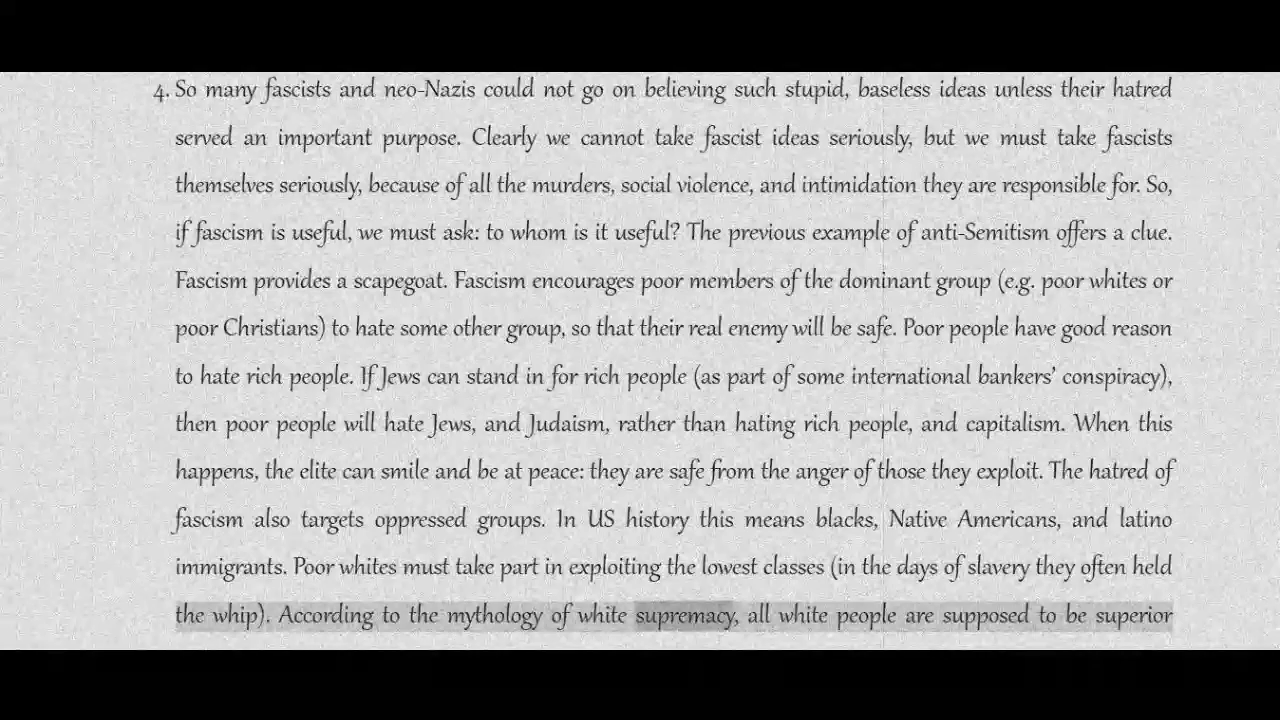 4. So many fascists and neo-Nazis could not go on believing such stupid, baseless ideas unless their hatred
served an important purpose. Clearly we cannot take fascist ideas seriously, but we must take fascists
themselves seriously, because of all the murders, social violence, and intimidation they are responsible for. So,
if fascism is useful, we must ask: to whom is it useful? The previous example of anti-Semitism offers a clue.
Fascism provides a scapegoat. Fascism encourages poor members of the dominant group (e.g. poor whites or
poor Christians) to hate some other group, so that their real enemy will be safe. Poor people have good reason
to hate rich people. If Jews can stand in for rich people (as part of some international bankers' conspiracy),
then poor people will hate Jews, and Judaism, rather than hating rich people, and capitalism. When this
happens, the elite can smile and be at peace: they are safe from the anger of those they exploit. The hatred of
fascism also targets oppressed groups. In US history this means blacks, Native Americans, and latino
immigrants. Poor whites must take part in exploiting the lowest classes (in the days of slavery they often held
the whip). According to the mythology of white supremacy, all white people are supposed to be superior